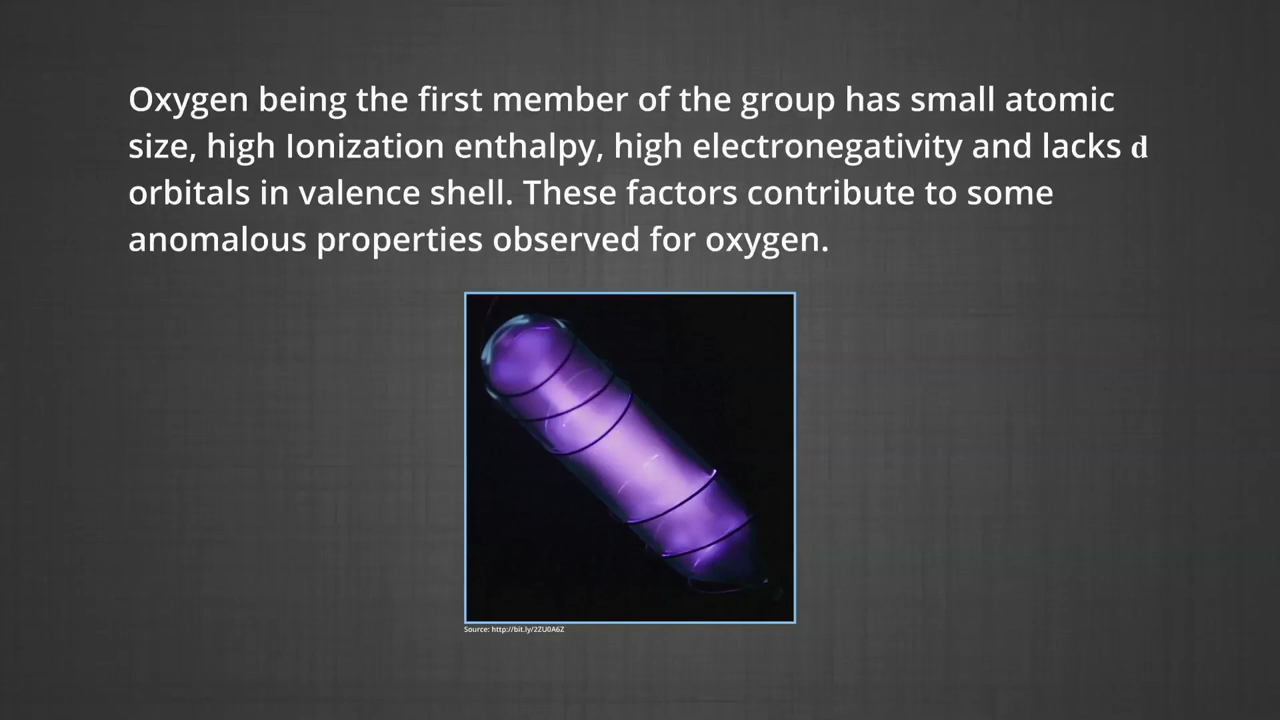 Oxygen being the first member of the group has small atomic
size, high Ionization enthalpy, high electronegativity and lacks d
orbitals in valence shell. These factors contribute to some
anomalous properties observed for oxygen.
Source: http://bit.ly/2ZU0A6Z